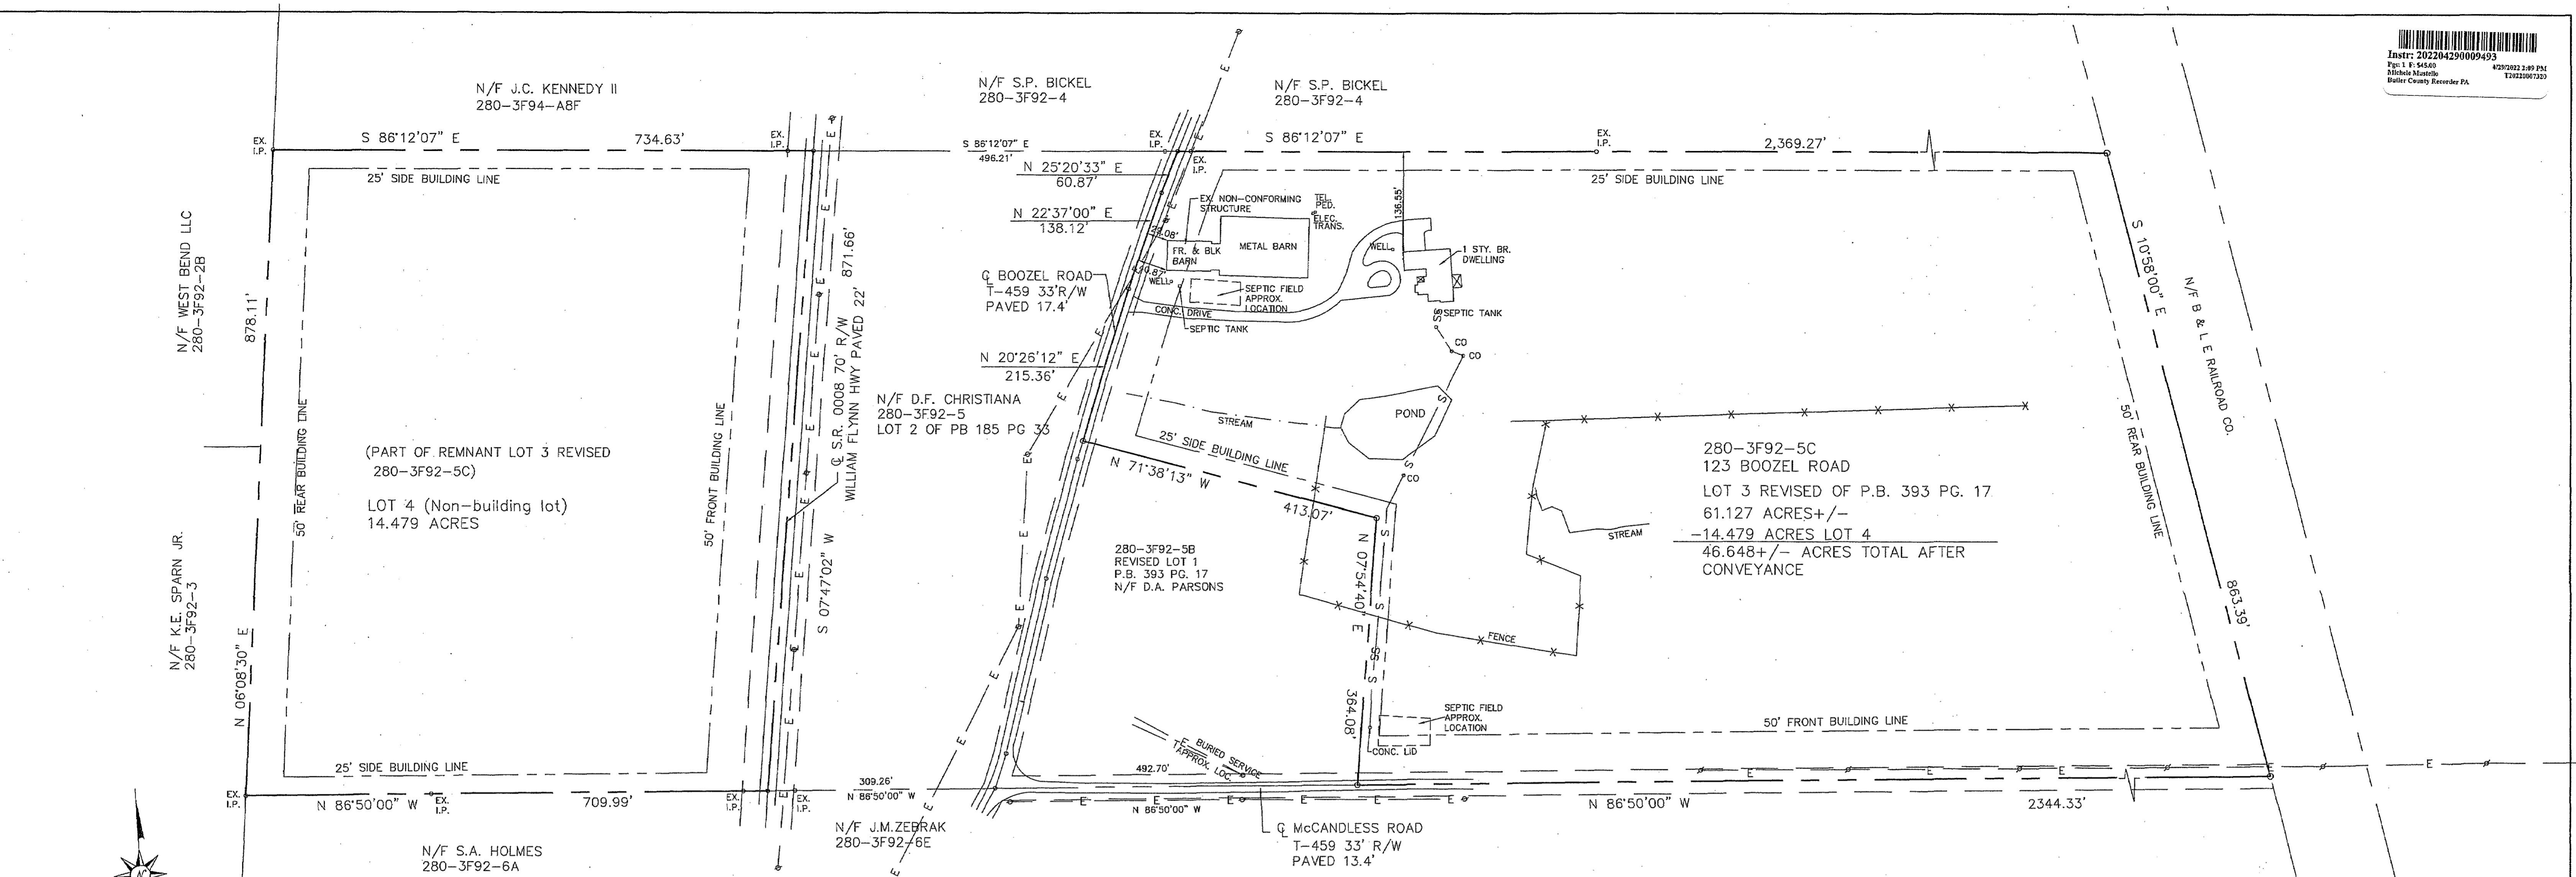 Instr: 202204290009493
Pgs: 1 F: $45.00
4/29/2022 2:09 PM
Michele Mustello
T20220007320
Butler County Recorder PA
N/F J.C. KENNEDY II
280-3F94-A8F
N/F S.P. BICKEL
280-3F92-4
N/F S.P. BICKEL
280-3F92-4
EX.
I.P.
S 86°12'07" E
734.63'
EX.
I.P.
S 86°12'07" E
496.21'
EX.
I.P.
EX.
I.P.
S 86°12'07" E
EX.
I.P.
2,369.27'
25' SIDE BUILDING LINE
25' SIDE BUILDING LINE
N 25°20'33" E
60.87'
N 22°37'00" E
138.12'
EX. NON-CONFORMING
STRUCTURE
TEL.
PED.
ELEC.
TRANS.
136.55'
FR. & BLK
BARN
METAL BARN
WELL
1 STY. BR.
DWELLING
℄ BOOZEL ROAD
T-459 33'R/W
PAVED 17.4'
WELL
SEPTIC FIELD
APPROX.
LOCATION
CONC. DRIVE
SEPTIC TANK
SEPTIC TANK
SS
CO
CO
N 20°26'12" E
215.36'
N/F WEST BEND LLC
280-3F92-2B
878.11'
N/F K.E. SPARN JR.
280-3F92-3
N 06°08'30" E
50' REAR BUILDING LINE
(PART OF REMNANT LOT 3 REVISED
280-3F92-5C)
LOT 4 (Non-building lot)
14.479 ACRES
50' FRONT BUILDING LINE
℄ S.R. 0008 70' R/W
WILLIAM FLYNN HWY PAVED 22'
871.66'
S 07°47'02" W
N/F D.F. CHRISTIANA
280-3F92-5
LOT 2 OF PB 185 PG 33
STREAM
POND
25' SIDE BUILDING LINE
N 71°38'13" W
413.07'
S
S
CO
280-3F92-5B
REVISED LOT 1
P.B. 393 PG. 17
N/F D.A. PARSONS
N 07°54'40" E
364.08'
S
S
SS
S
FENCE
STREAM
280-3F92-5C
123 BOOZEL ROAD
LOT 3 REVISED OF P.B. 393 PG. 17
61.127 ACRES+/-
-14.479 ACRES LOT 4
46.648+/- ACRES TOTAL AFTER
CONVEYANCE
S 10°58'00" E
863.39'
N/F B & L E RAILROAD CO.
50' REAR BUILDING LINE
SEPTIC FIELD
APPROX.
LOCATION
CONC. LID
50' FRONT BUILDING LINE
E BURIED SERVICE
T APPROX. LOC.
25' SIDE BUILDING LINE
EX.
I.P.
N 86°50'00" W
EX.
I.P.
709.99'
EX.
I.P.
EX.
I.P.
309.26'
N 86°50'00" W
492.70'
N 86°50'00" W
N 86°50'00" W
2344.33'
E E E E E
E E E E E
N/F J.M.ZEBRAK
280-3F92-6E
℄ McCANDLESS ROAD
T-459 33' R/W
PAVED 13.4'
N/F S.A. HOLMES
280-3F92-6A